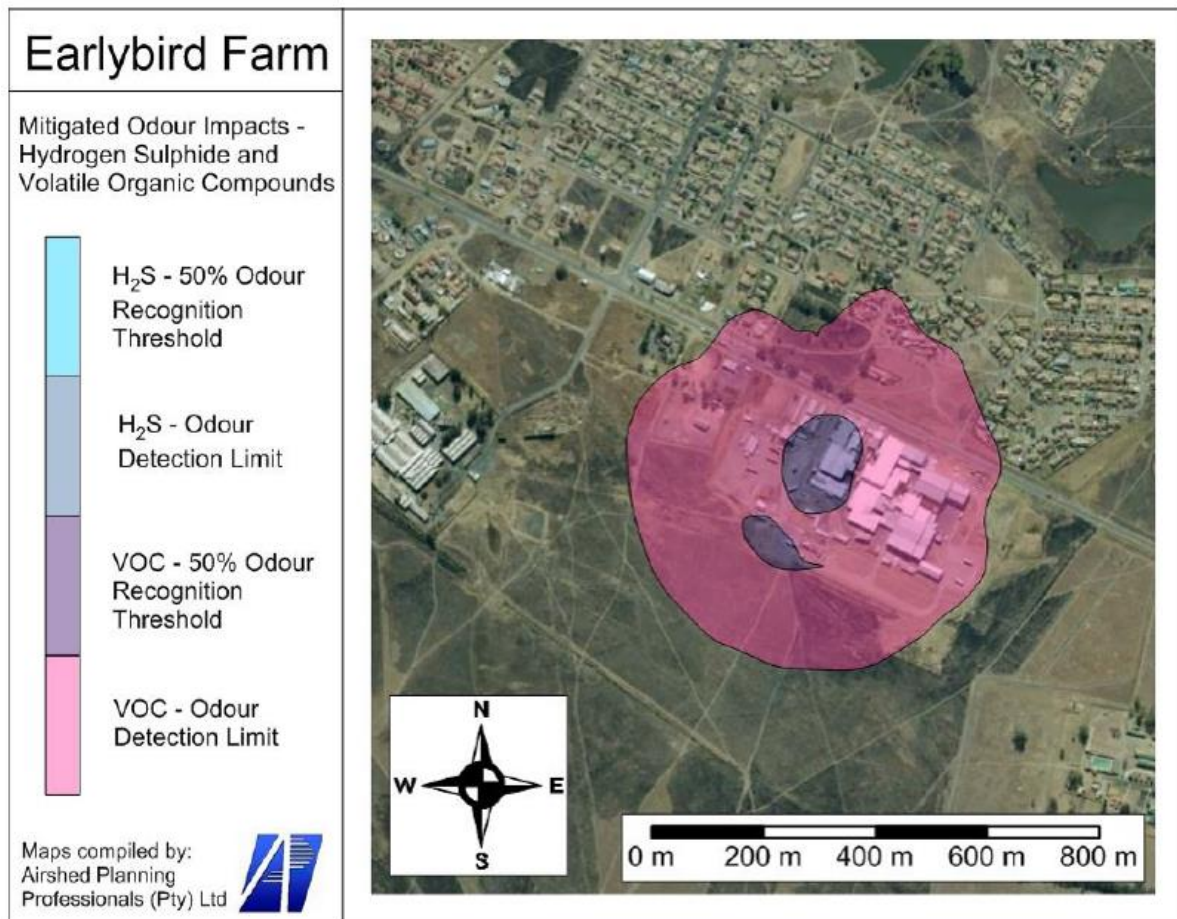 Earlybird Farm
Mitigated Odour Impacts -
Hydrogen Sulphide and
Volatile Organic Compounds
H₂S - 50% Odour
Recognition
Threshold
H₂S - Odour
Detection Limit
VOC - 50% Odour
Recognition
Threshold
VOC - Odour
Detection Limit
Maps compiled by:
Airshed Planning
Professionals (Pty) Ltd
N
W E
S
0 m 200 m 400 m 600 m 800 m